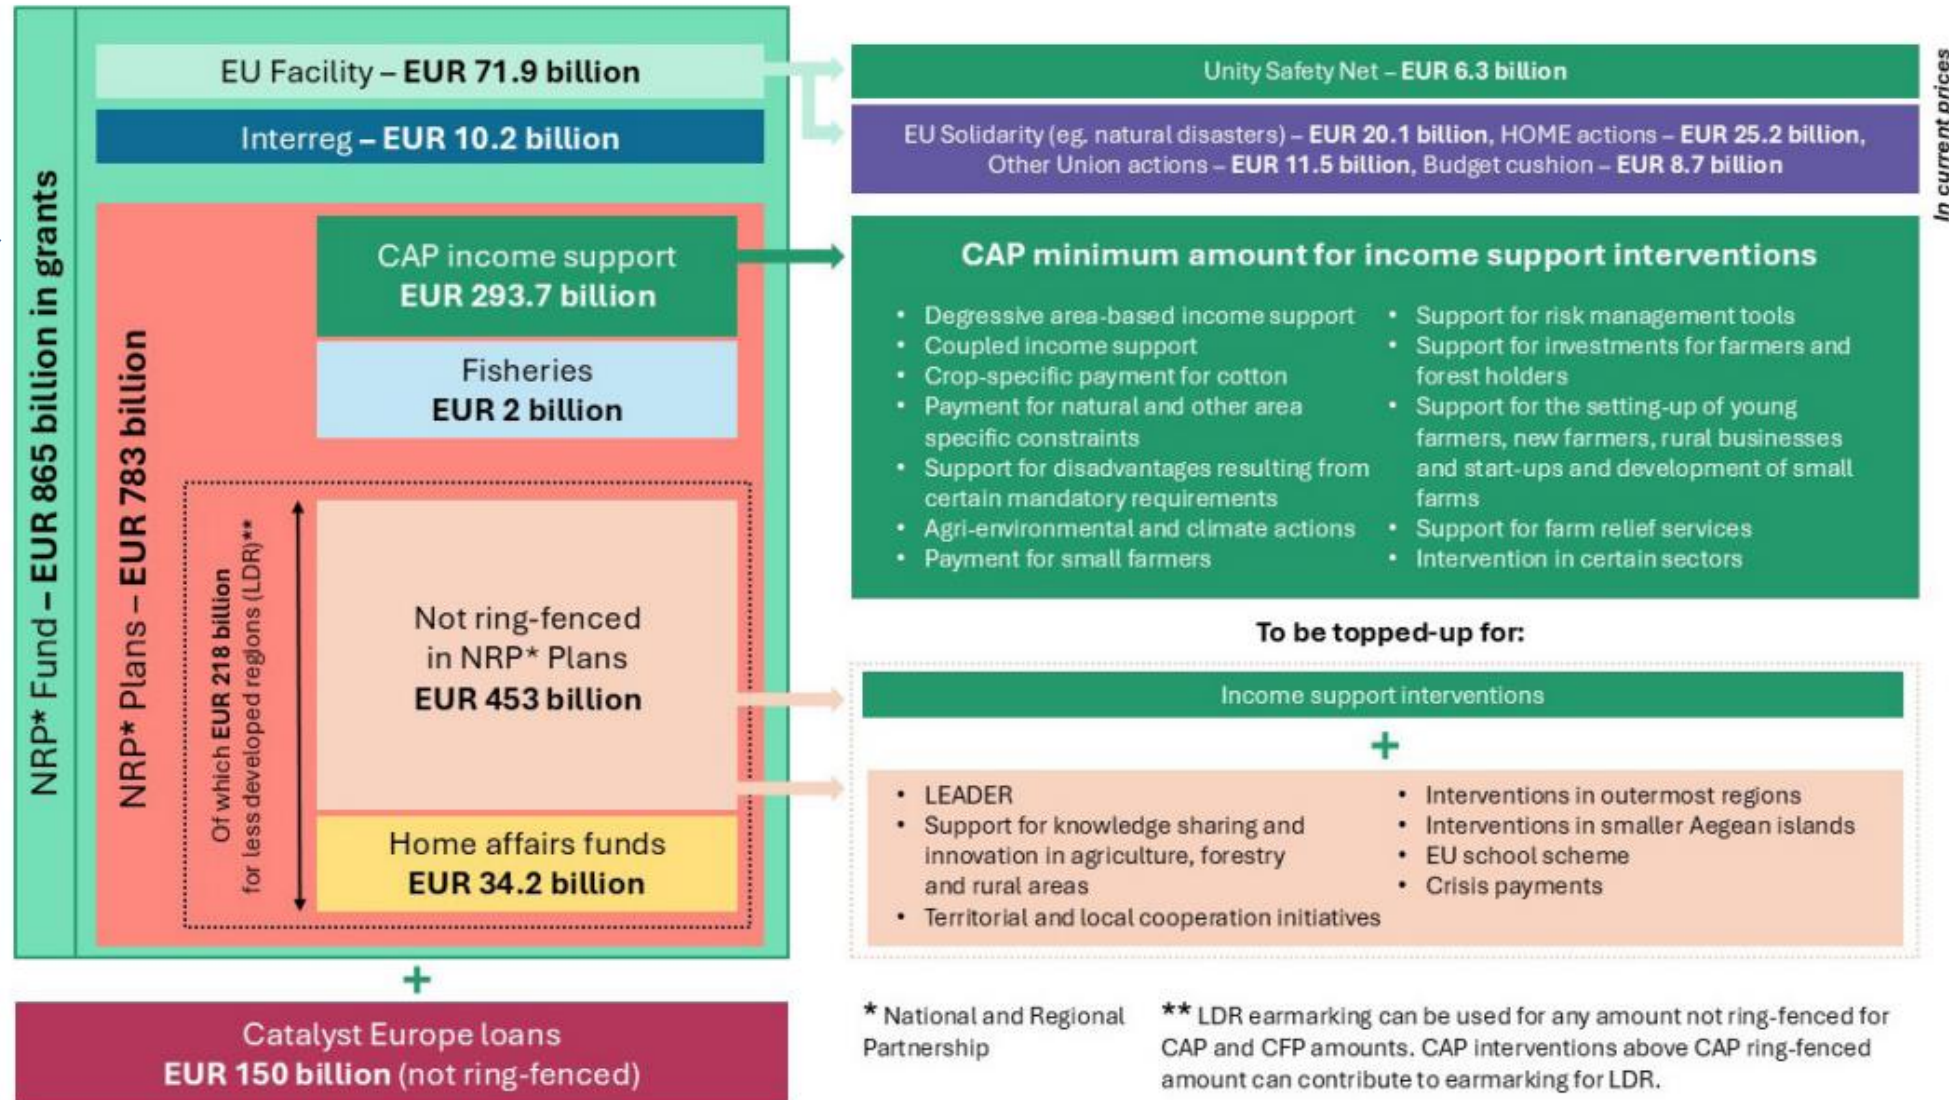 NRP* Fund – EUR 865 billion in grants
EU Facility – EUR 71.9 billion
Interreg – EUR 10.2 billion
NRP* Plans – EUR 783 billion
CAP income support
EUR 293.7 billion
Fisheries
EUR 2 billion
Of which EUR 218 billion
for less developed regions (LDR)**
Not ring-fenced
in NRP* Plans
EUR 453 billion
Home affairs funds
EUR 34.2 billion
+
Catalyst Europe loans
EUR 150 billion (not ring-fenced)
Unity Safety Net – EUR 6.3 billion
EU Solidarity (eg. natural disasters) – EUR 20.1 billion, HOME actions – EUR 25.2 billion,
Other Union actions – EUR 11.5 billion, Budget cushion – EUR 8.7 billion
In current prices
CAP minimum amount for income support interventions
• Degressive area-based income support
• Coupled income support
• Crop-specific payment for cotton
• Payment for natural and other area
specific constraints
• Support for disadvantages resulting from
certain mandatory requirements
• Agri-environmental and climate actions
• Payment for small farmers
• Support for risk management tools
• Support for investments for farmers and
forest holders
• Support for the setting-up of young
farmers, new farmers, rural businesses
and start-ups and development of small
farms
• Support for farm relief services
• Intervention in certain sectors
To be topped-up for:
Income support interventions
+
• LEADER
• Support for knowledge sharing and
innovation in agriculture, forestry
and rural areas
• Territorial and local cooperation initiatives
• Interventions in outermost regions
• Interventions in smaller Aegean islands
• EU school scheme
• Crisis payments
* National and Regional
Partnership
** LDR earmarking can be used for any amount not ring-fenced for
CAP and CFP amounts. CAP interventions above CAP ring-fenced
amount can contribute to earmarking for LDR.